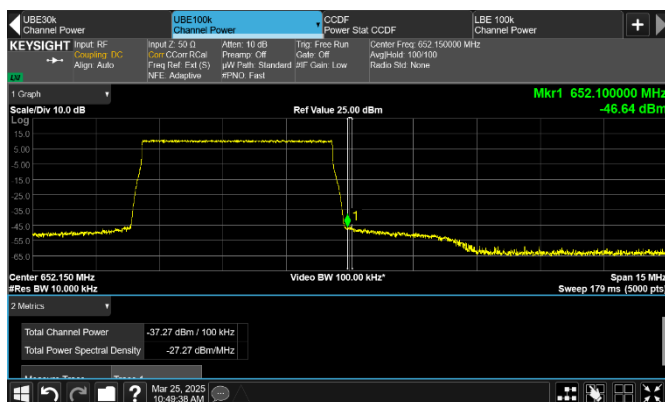 UBE30k
Channel Power
UBE100k
Channel Power
CCDF
Power Stat CCDF
LBE 100k
Channel Power
+
KEYSIGHT
Input: RF
Coupling: DC
Align: Auto
Input Z: 50 Ω
Corr CCorr RCal
Freq Ref: Ext (S)
NFE: Adaptive
Atten: 10 dB
Preamp: Off
µW Path: Standard
#PNO: Fast
Trig: Free Run
Gate: Off
#IF Gain: Low
Center Freq: 652.150000 MHz
Avg|Hold: 100/100
Radio Std: None
1 Graph
Mkr1 652.100000 MHz
-46.64 dBm
Scale/Div 10.0 dB
Ref Value 25.00 dBm
Log
15.0
5.00
-5.00
-15.0
-25.0
-35.0
-45.0
-55.0
-65.0
1
Center 652.150 MHz
Video BW 100.00 kHz*
Span 15 MHz
#Res BW 10.000 kHz
Sweep 179 ms (5000 pts)
2 Metrics
Total Channel Power
-37.27 dBm / 100 kHz
Total Power Spectral Density
-27.27 dBm/MHz
?
Mar 25, 2025
10:49:38 AM